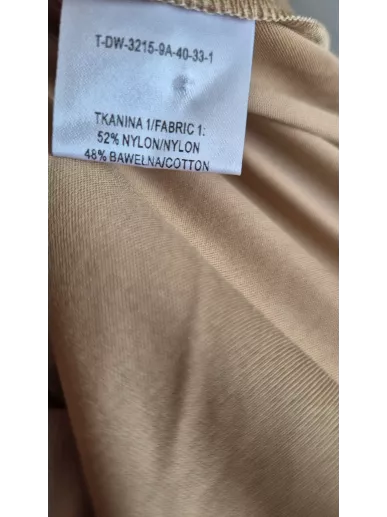 T-DW-3215-9A-40-33-1
TKANINA 1/FABRIC 1:
52% NYLON/NYLON
48% BAWEŁNA/COTTON